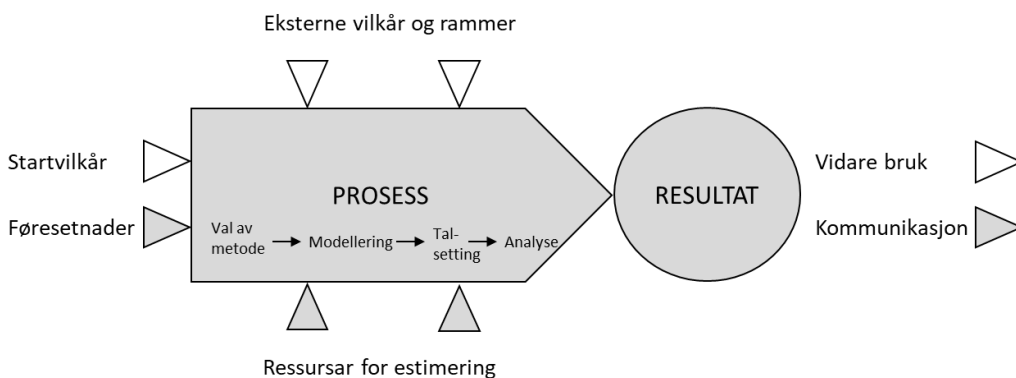 Eksterne vilkår og rammer
Startvilkår
Føresetnader
PROSESS
Val av
metode
Modellering
Tal-
setting
Analyse
RESULTAT
Vidare bruk
Kommunikasjon
Ressursar for estimering